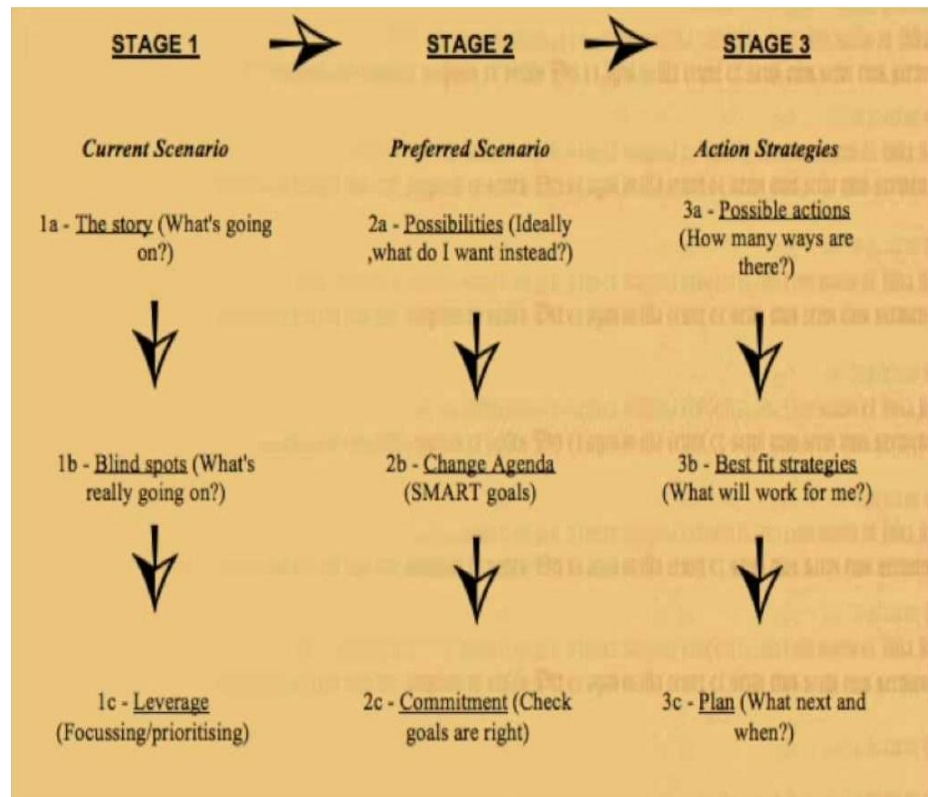 STAGE 1
STAGE 2
STAGE 3
Current Scenario
Preferred Scenario
Action Strategies
1a - The story (What's going
on?)
2a - Possibilities (Ideally
,what do I want instead?)
3a - Possible actions
(How many ways are
there?)
1b - Blind spots (What's
really going on?)
2b - Change Agenda
(SMART goals)
3b - Best fit strategies
(What will work for me?)
1c - Leverage
(Focussing/prioritising)
2c - Commitment (Check
goals are right)
3c - Plan (What next and
when?)